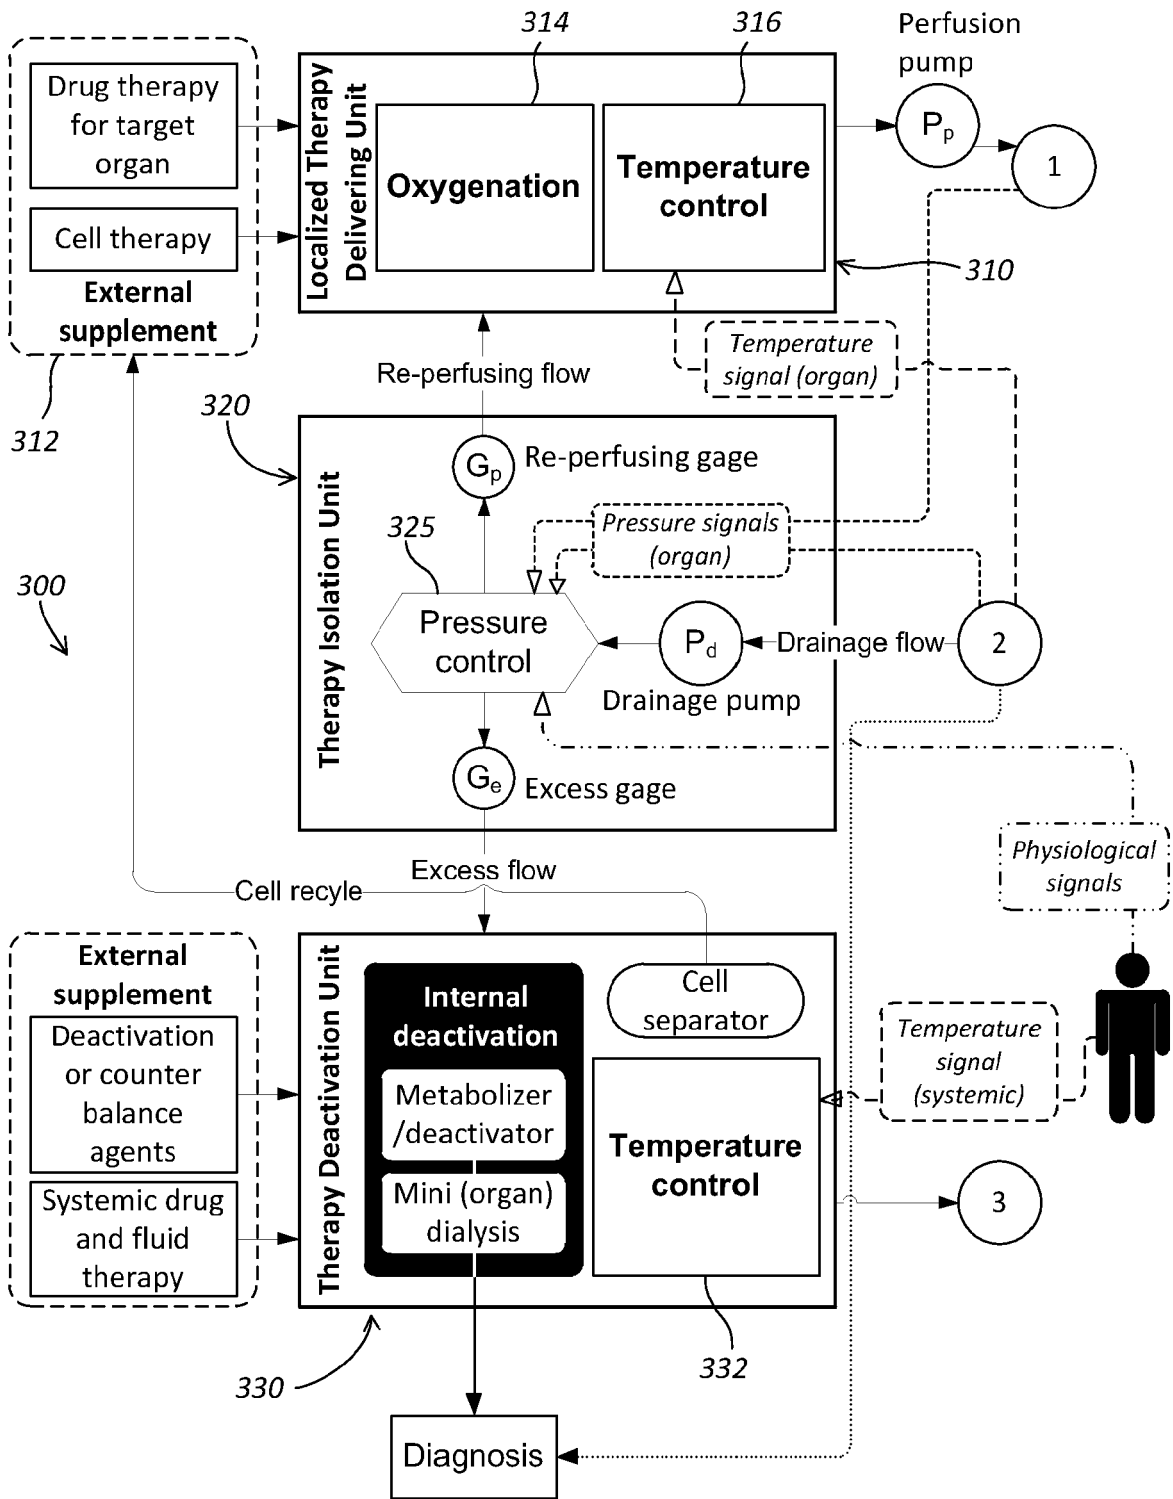 314
316
Perfusion
pump
Drug therapy
for target
organ
Cell therapy
External
supplement
312
Localized Therapy
Delivering Unit
Oxygenation
Temperature
control
Pp
1
310
Re-perfusing flow
Temperature
signal (organ)
320
Therapy Isolation Unit
Gp
Re-perfusing gage
325
Pressure signals
(organ)
300
Pressure
control
Pd
Drainage flow
2
Drainage pump
Ge
Excess gage
Physiological
signals
Excess flow
Cell recyle
External
supplement
Deactivation
or counter
balance
agents
Systemic drug
and fluid
therapy
Therapy Deactivation Unit
Internal
deactivation
Metabolizer
/deactivator
Mini (organ)
dialysis
Cell
separator
Temperature
control
Temperature
signal
(systemic)
3
330
332
Diagnosis